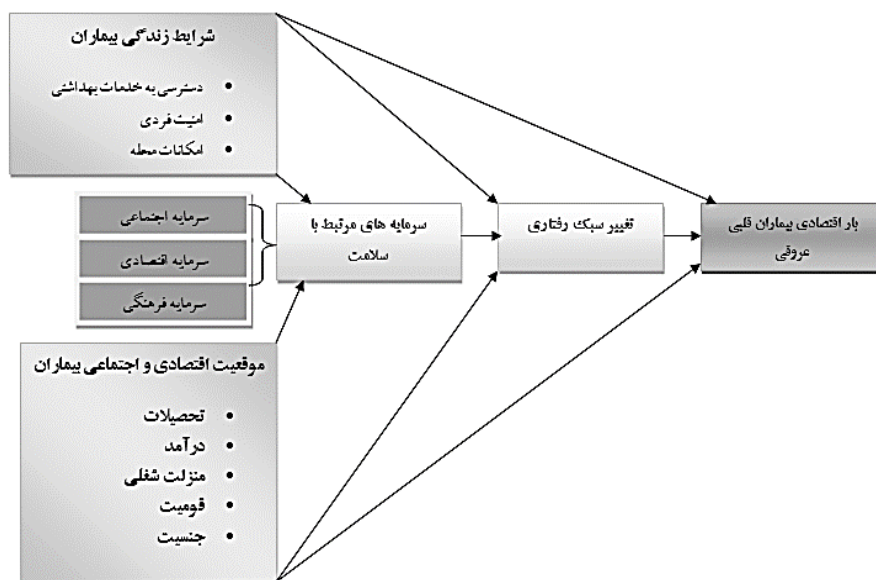 شرایط زندگی بیماران
دسترسی به خدمات بهداشتی
امنیت فردی
امکانات محله
سرمایه اجتماعی
سرمایه اقتصادی
سرمایه فرهنگی
سرمایه های مرتبط با
سلامت
تغییر سبک رفتاری
بار اقتصادی بیماران قلبی
عروقی
موقعیت اقتصادی و اجتماعی بیماران
تحصیلات
درآمد
منزلت شغلی
قومیت
جنسیت